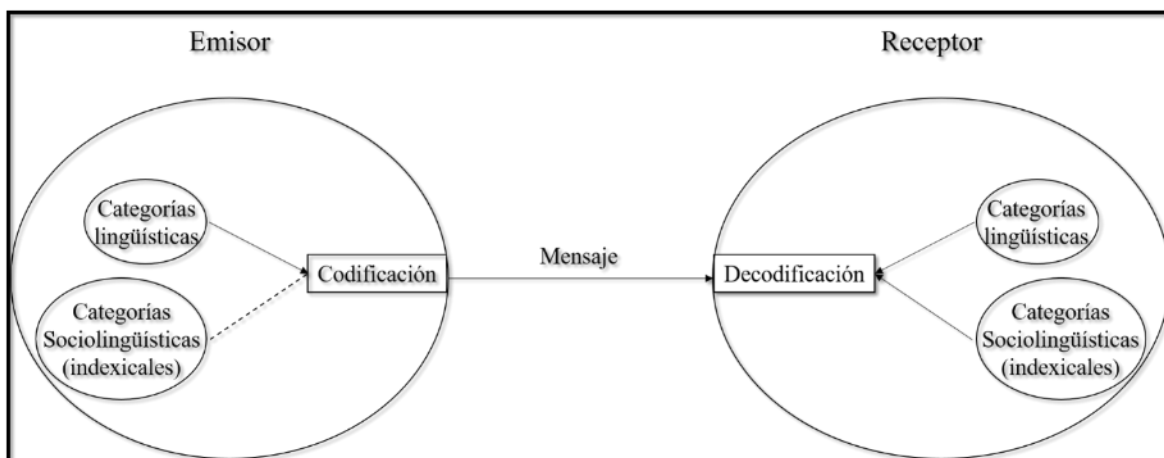 Emisor
Receptor
Categorías
lingüísticas
Categorías
Sociolingüísticas
(indexicales)
Codificación
Mensaje
Decodificación
Categorías
lingüísticas
Categorías
Sociolingüísticas
(indexicales)